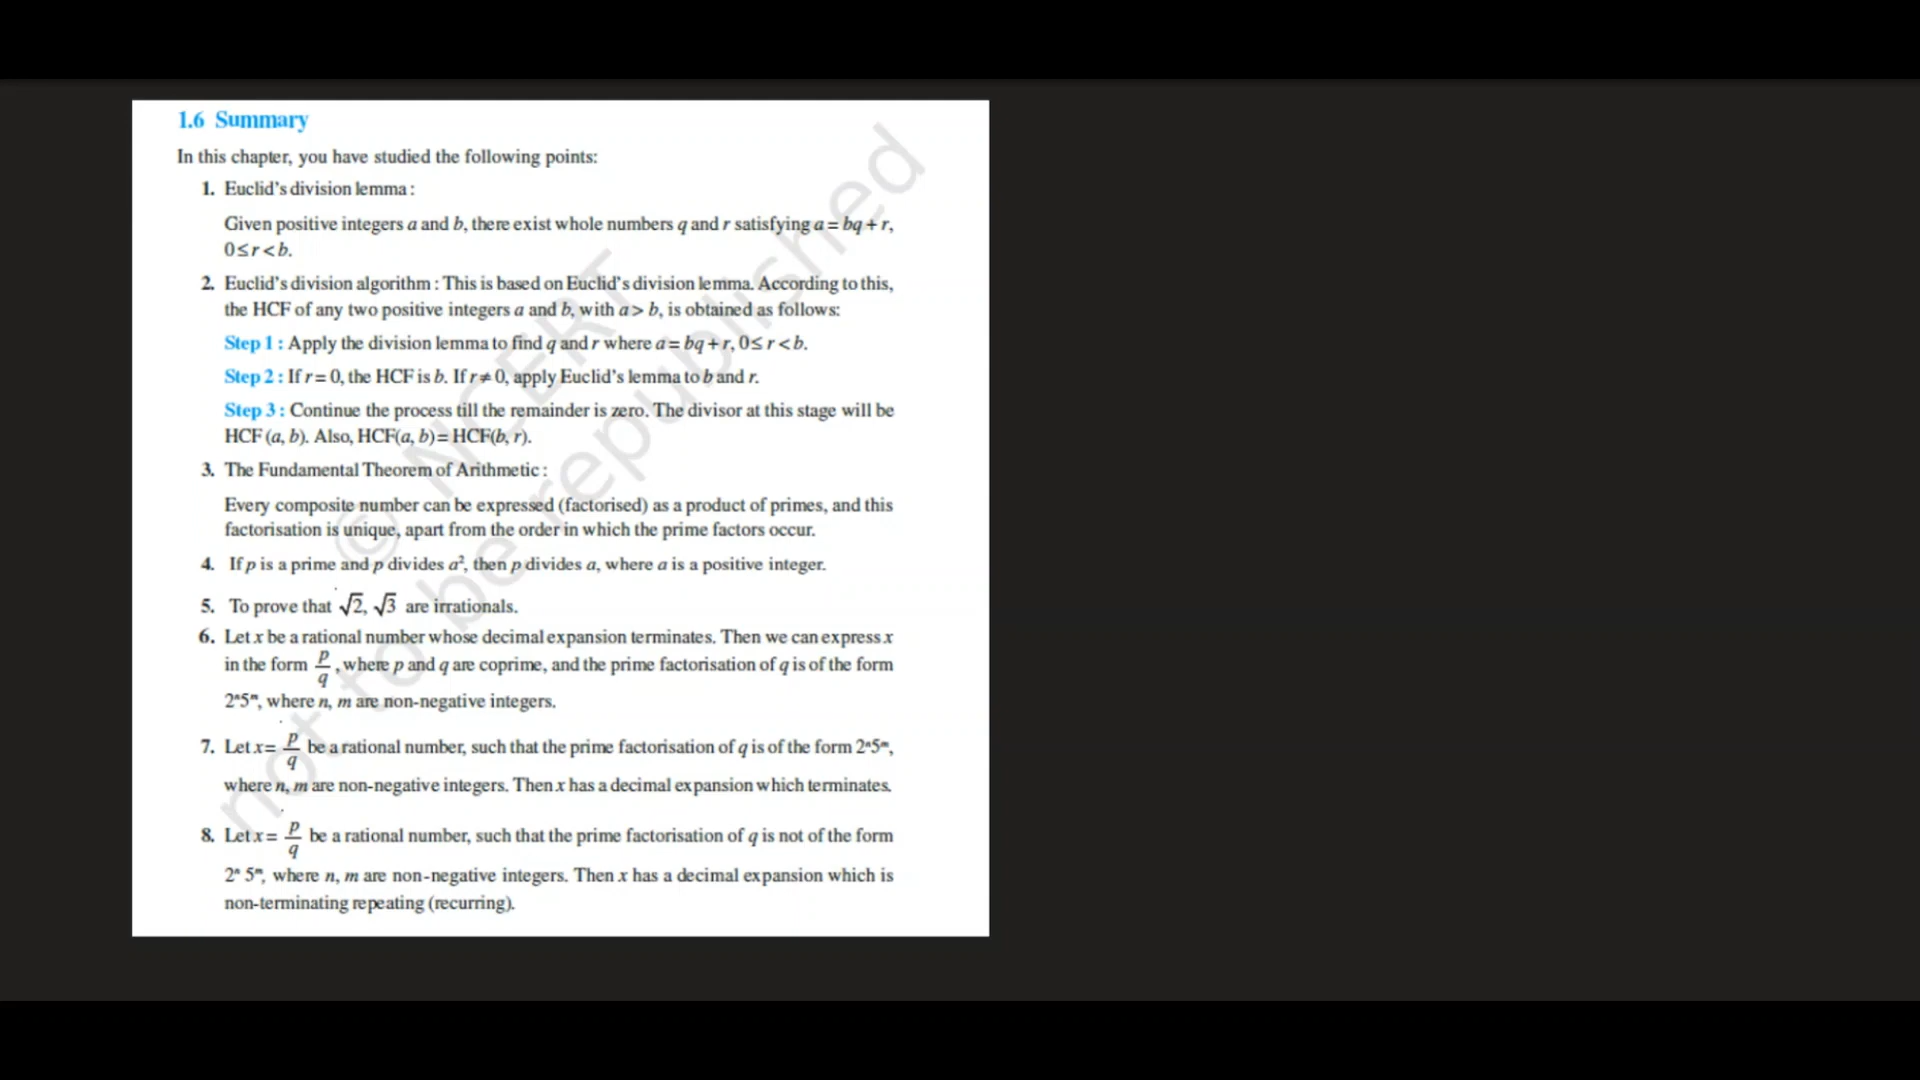 1.6 Summary
In this chapter, you have studied the following points:
1. Euclid's division lemma :
Given positive integers a and b, there exist whole numbers q and r satisfying a = bq + r,
0 ≤ r < b.
2. Euclid's division algorithm : This is based on Euclid's division lemma. According to this,
the HCF of any two positive integers a and b, with a > b, is obtained as follows:
Step 1 : Apply the division lemma to find q and r where a = bq + r, 0 ≤ r < b.
Step 2 : If r = 0, the HCF is b. If r ≠ 0, apply Euclid's lemma to b and r.
Step 3 : Continue the process till the remainder is zero. The divisor at this stage will be
HCF (a, b). Also, HCF(a, b) = HCF(b, r).
3. The Fundamental Theorem of Arithmetic :
Every composite number can be expressed (factorised) as a product of primes, and this
factorisation is unique, apart from the order in which the prime factors occur.
4. If p is a prime and p divides a², then p divides a, where a is a positive integer.
5. To prove that √2, √3 are irrationals.
6. Let x be a rational number whose decimal expansion terminates. Then we can express x
in the form p/q, where p and q are coprime, and the prime factorisation of q is of the form
2ⁿ5ᵐ, where n, m are non-negative integers.
7. Let x = p/q be a rational number, such that the prime factorisation of q is of the form 2ⁿ5ᵐ,
where n, m are non-negative integers. Then x has a decimal expansion which terminates.
8. Let x = p/q be a rational number, such that the prime factorisation of q is not of the form
2ⁿ 5ᵐ, where n, m are non-negative integers. Then x has a decimal expansion which is
non-terminating repeating (recurring).
© NCERT
not to be republished